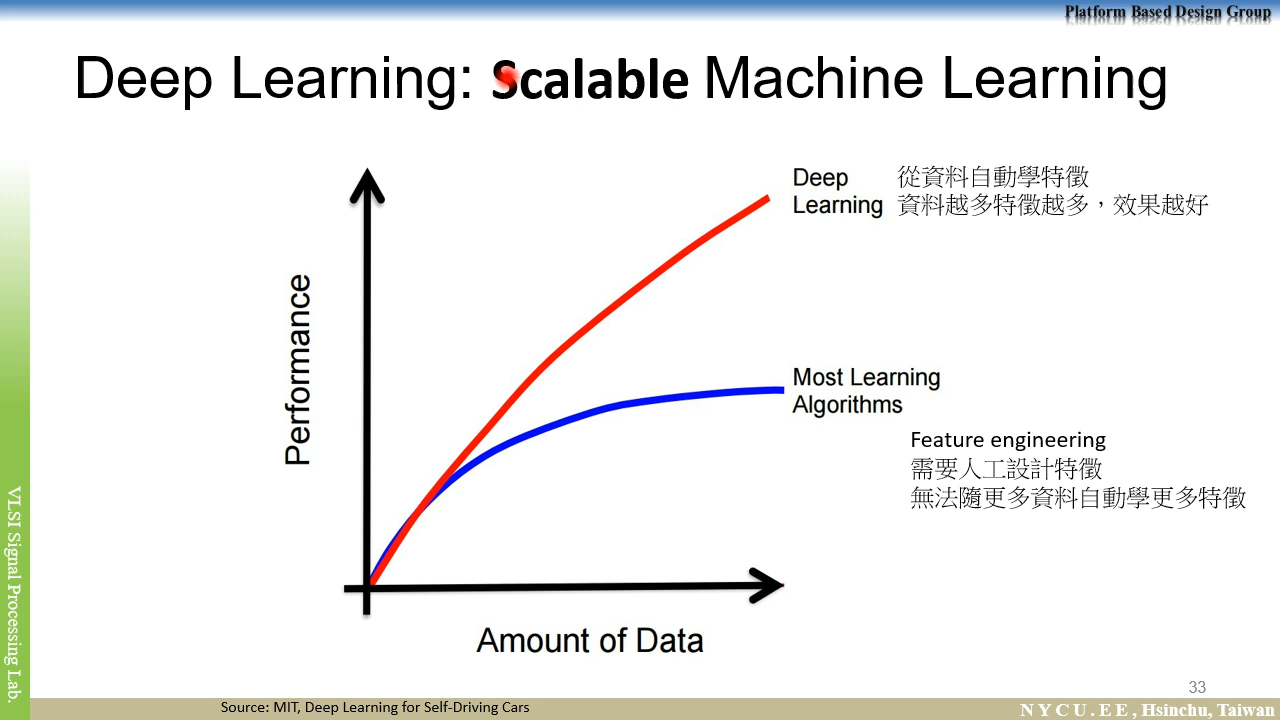 Platform Based Design Group
Deep Learning: Scalable Machine Learning
Deep
Learning
從資料自動學特徵
資料越多特徵越多，效果越好
Performance
Most Learning
Algorithms
Feature engineering
需要人工設計特徵
無法隨更多資料自動學更多特徵
Amount of Data
VLSI Signal Processing Lab.
33
Source: MIT, Deep Learning for Self-Driving Cars
N Y C U . E E , Hsinchu, Taiwan